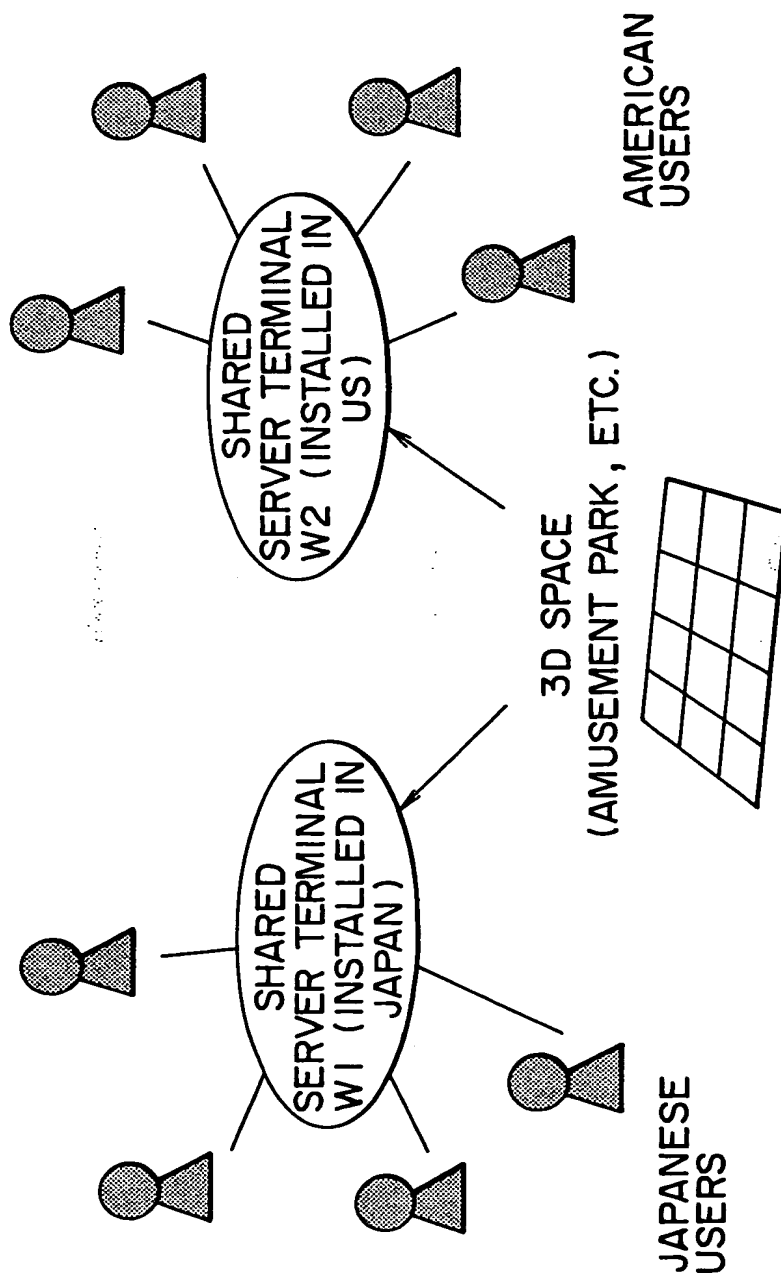 SHARED
SERVER TERMINAL
W1 (INSTALLED IN
JAPAN)
SHARED
SERVER TERMINAL
W2 (INSTALLED IN
US)
3D SPACE
(AMUSEMENT PARK, ETC.)
JAPANESE
USERS
AMERICAN
USERS